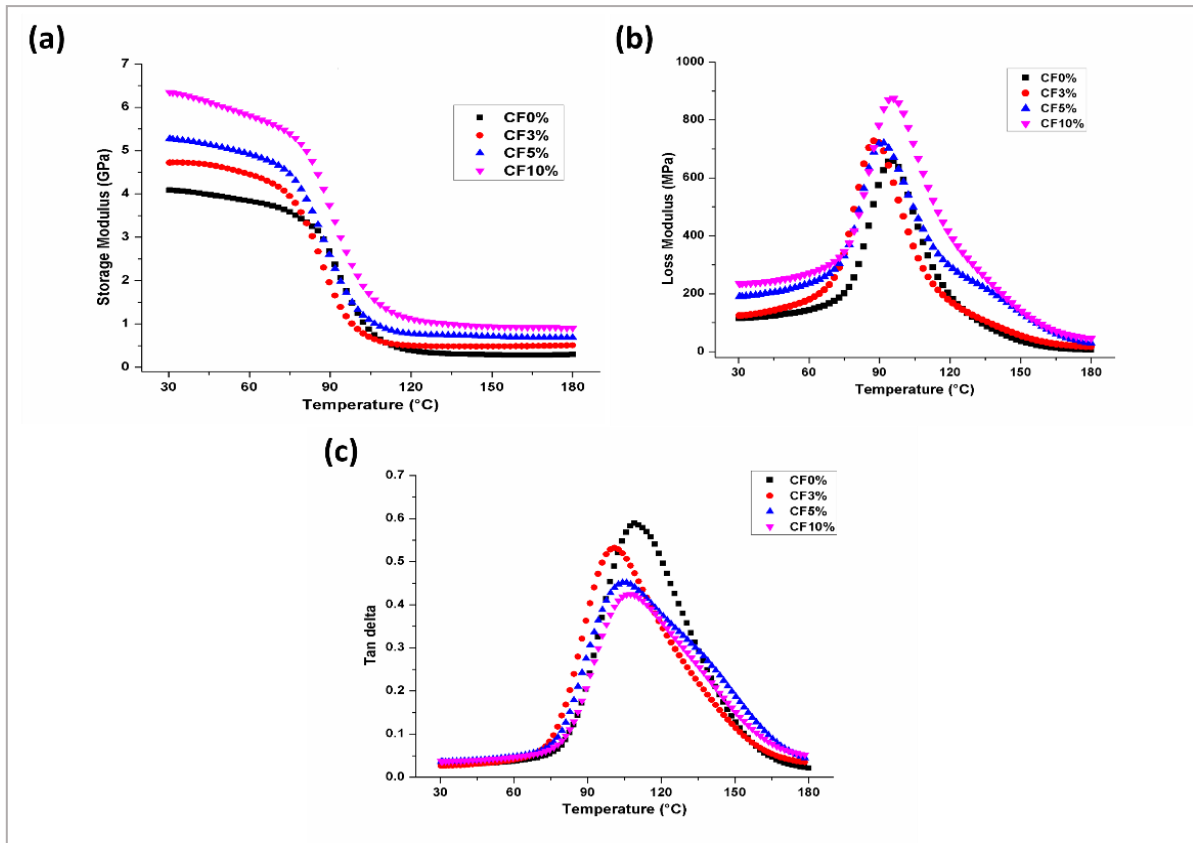 (a)
Storage Modulus (GPa)
7
6
5
4
3
2
1
0
30 60 90 120 150 180
Temperature (°C)
CF0%
CF3%
CF5%
CF10%
(b)
Loss Modulus (MPa)
1000
800
600
400
200
0
30 60 90 120 150 180
Temperature (°C)
CF0%
CF3%
CF5%
CF10%
(c)
Tan delta
0.7
0.6
0.5
0.4
0.3
0.2
0.1
0.0
30 60 90 120 150 180
Temperature (°C)
CF0%
CF3%
CF5%
CF10%